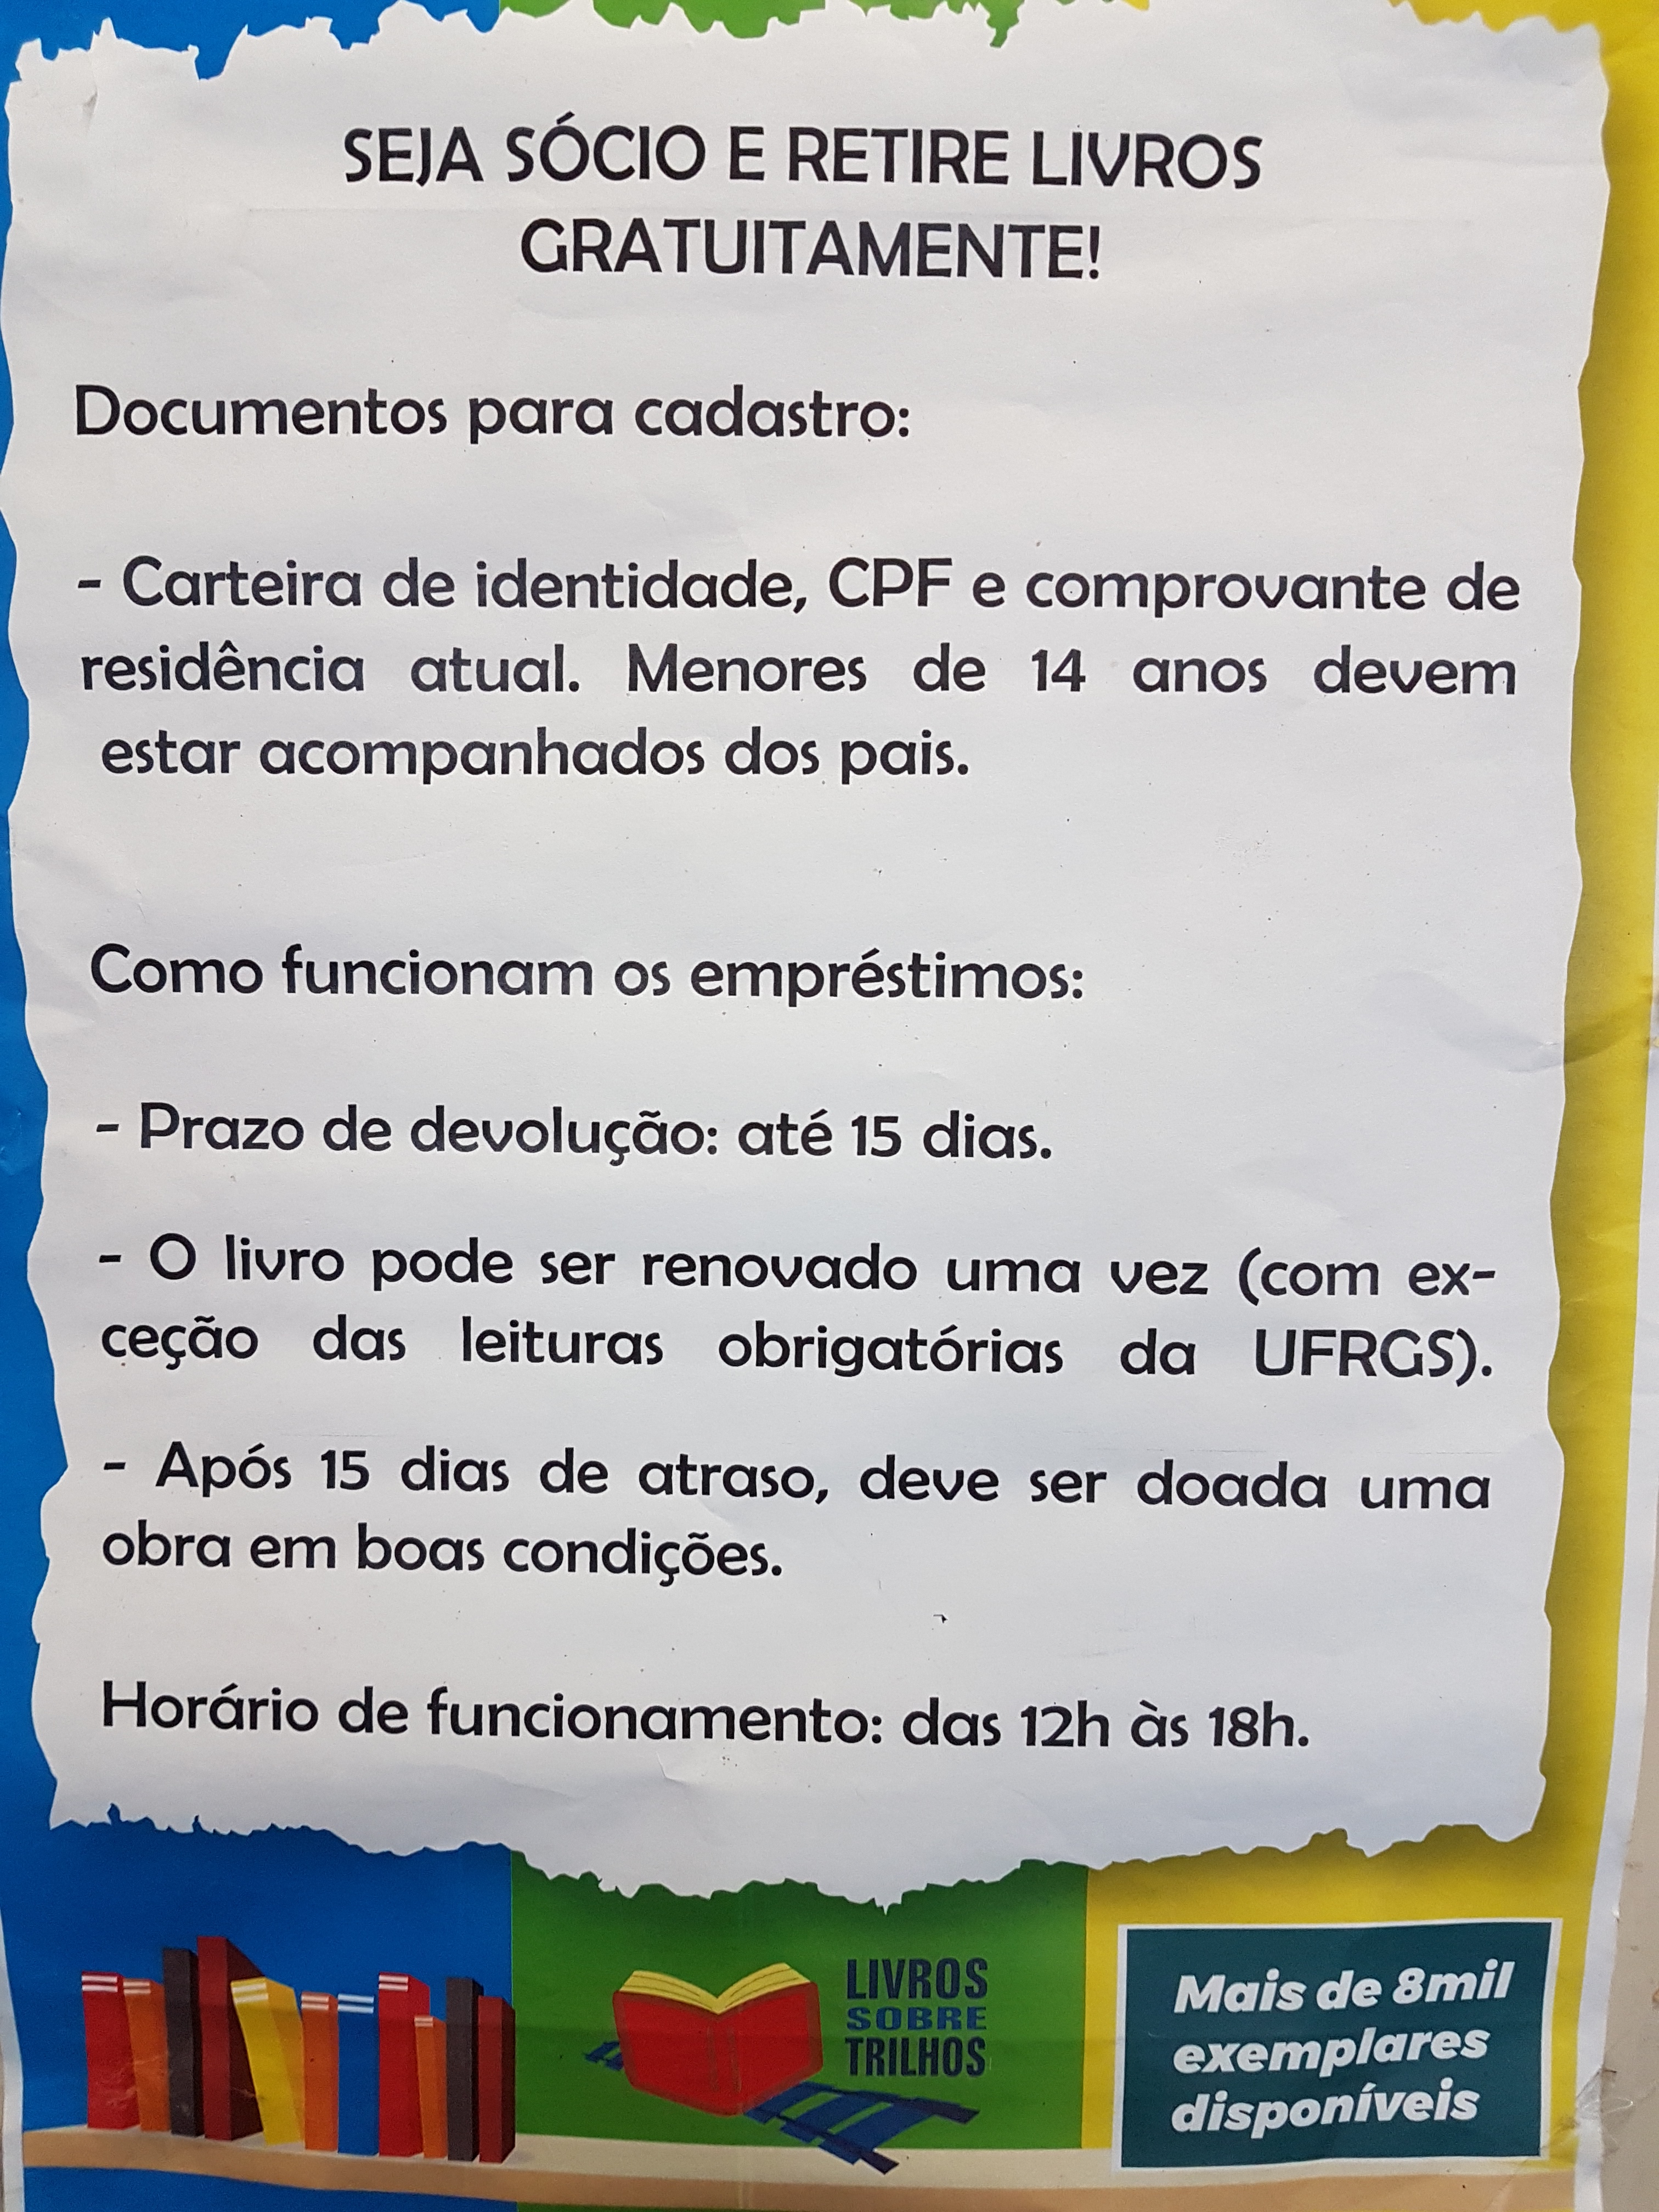 SEJA SÓCIO E RETIRE LIVROS
GRATUITAMENTE!
Documentos para cadastro:
- Carteira de identidade, CPF e comprovante de
residência atual. Menores de 14 anos devem
estar acompanhados dos pais.
Como funcionam os empréstimos:
- Prazo de devolução: até 15 dias.
- O livro pode ser renovado uma vez (com ex-
ceção das leituras obrigatórias da UFRGS).
- Após 15 dias de atraso, deve ser doada uma
obra em boas condições.
Horário de funcionamento: das 12h às 18h.
LIVROS
SOBRE
TRILHOS
Mais de 8mil
exemplares
disponíveis